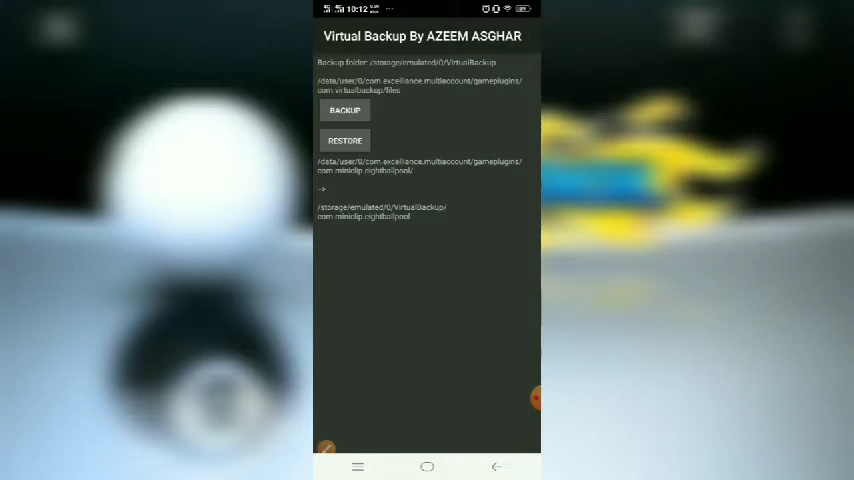 10:12
Virtual Backup By AZEEM ASGHAR
Backup folder: /storage/emulated/0/VirtualBackup
/data/user/0/com.excelliance.multiaccount/gameplugins/
com.virtualbackup/files
BACKUP
RESTORE
/data/user/0/com.excelliance.multiaccount/gameplugins/
com.miniclip.eightballpool/
-->
/storage/emulated/0/VirtualBackup/
com.miniclip.eightballpool